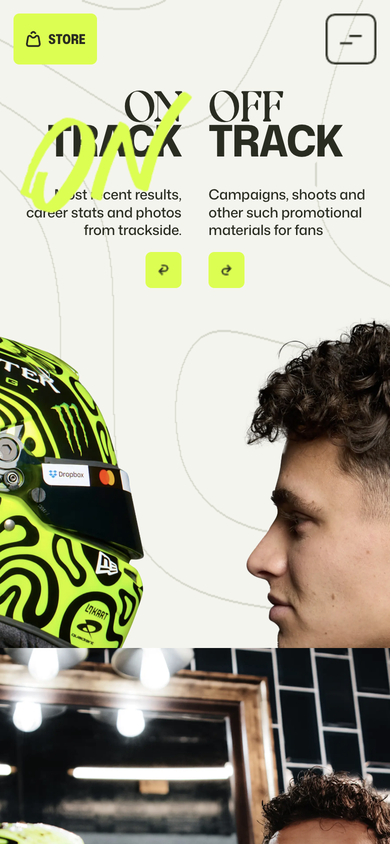 STORE
ON
TRACK
ON
Most recent results,
career stats and photos
from trackside.
OFF
TRACK
Campaigns, shoots and
other such promotional
materials for fans
Dropbox
LNKART